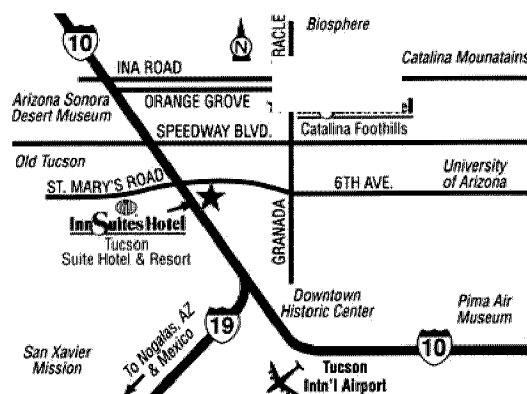 10
N
RACLE
Biosphere
INA ROAD
Catalina Mountains
Arizona Sonora
Desert Museum
ORANGE GROVE
SPEEDWAY BLVD.
Catalina Foothills
Old Tucson
ST. MARY'S ROAD
6TH AVE.
University
of Arizona
InnSuites Hotel
Tucson
Suite Hotel & Resort
GRANADA
Downtown
Historic Center
Pima Air
Museum
19
To Nogalas, AZ
& Mexico
San Xavier
Mission
10
Tucson
Intn'l Airport